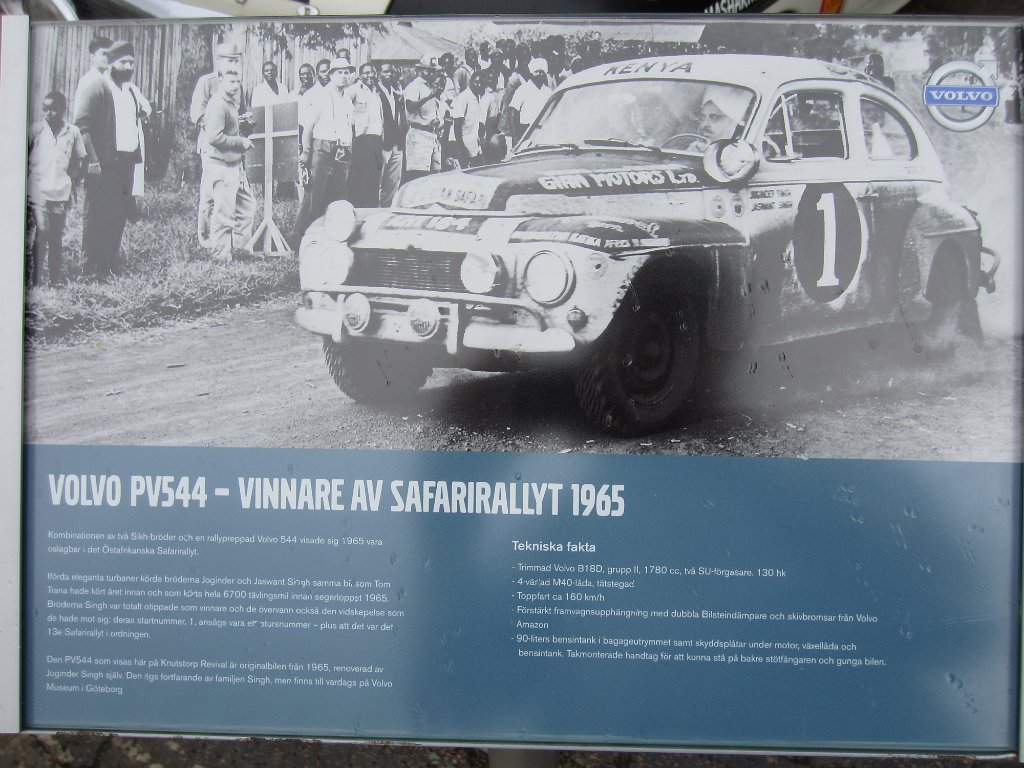 MASHARIKI
KENYA
VOLVO
GIRN MOTORS LTD.
JOGINDER SINGH
JASWANT SINGH
1
VOLVO PV544 – VINNARE AV SAFARIRALLYT 1965
Kombinationen av två Sikh-bröder och en rallypreppad Volvo 544 visade sig 1965 vara
oslagbar i det Östafrikanska Safarirallyt.
Iförda eleganta turbaner körde bröderna Joginder och Jaswant Singh samma bil som Tom
Trana hade kört året innan och som körts hela 6700 tävlingsmil innan segerloppet 1965.
Bröderna Singh var totalt otippade som vinnare och de övervann också den vidskepelse som
de hade mot sig: deras startnummer, 1, ansågs vara ett otursnummer – plus att det var det
13e Safarirallyt i ordningen.
Den PV544 som visas här på Knutstorp Revival är originalbilen från 1965, renoverad av
Joginder Singh själv. Den ägs fortfarande av familjen Singh, men finns till vardags på Volvo
Museum i Göteborg
Tekniska fakta
- Trimmad Volvo B18D, grupp II, 1780 cc, två SU-förgasare. 130 hk
- 4-växlad M40-låda, tätstegad
- Toppfart ca 160 km/h
- Förstärkt framvagnsupphängning med dubbla Bilsteindämpare och skivbromsar från Volvo
Amazon
- 90-liters bensintank i bagageutrymmet samt skyddsplåtar under motor, växellåda och
bensintank. Takmonterade handtag för att kunna stå på bakre stötfångaren och gunga bilen.